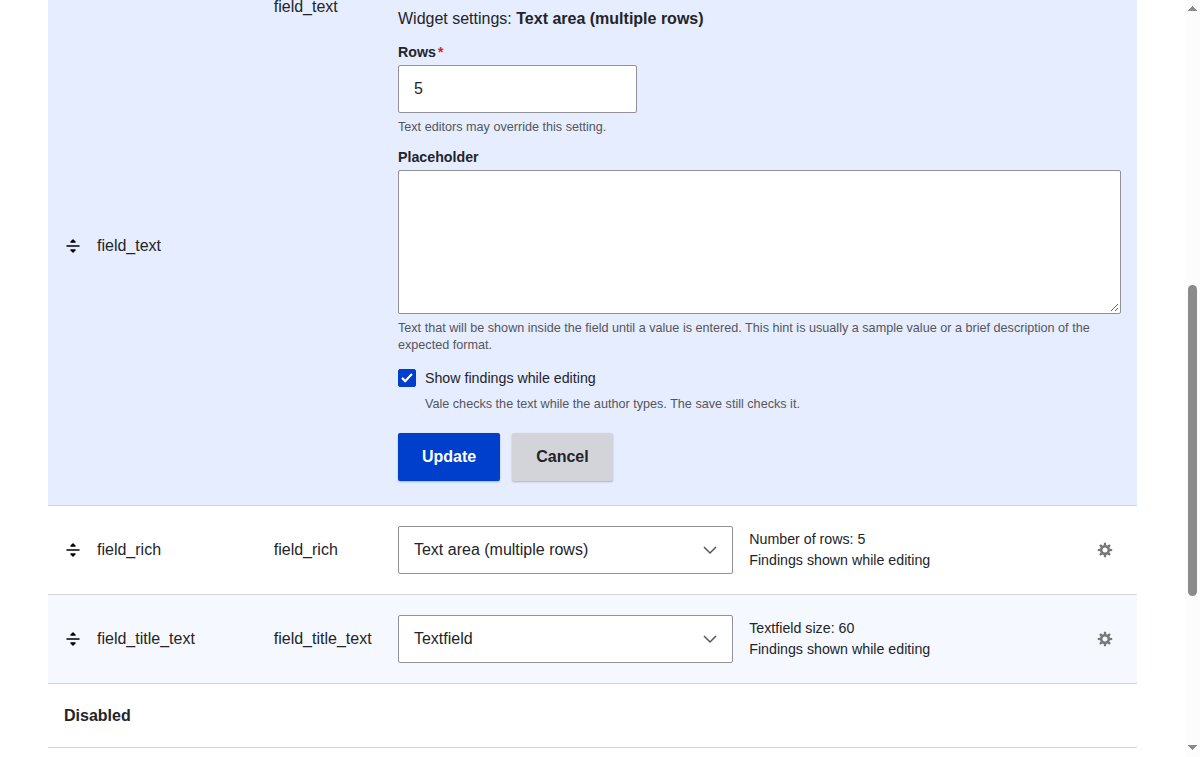 field_text
Widget settings: Text area (multiple rows)
Rows*
5
Text editors may override this setting.
Placeholder
field_text
Text that will be shown inside the field until a value is entered. This hint is usually a sample value or a brief description of the
expected format.
Show findings while editing
Vale checks the text while the author types. The save still checks it.
Update Cancel
field_rich field_rich Text area (multiple rows) Number of rows: 5
Findings shown while editing
field_title_text field_title_text Textfield Textfield size: 60
Findings shown while editing
Disabled